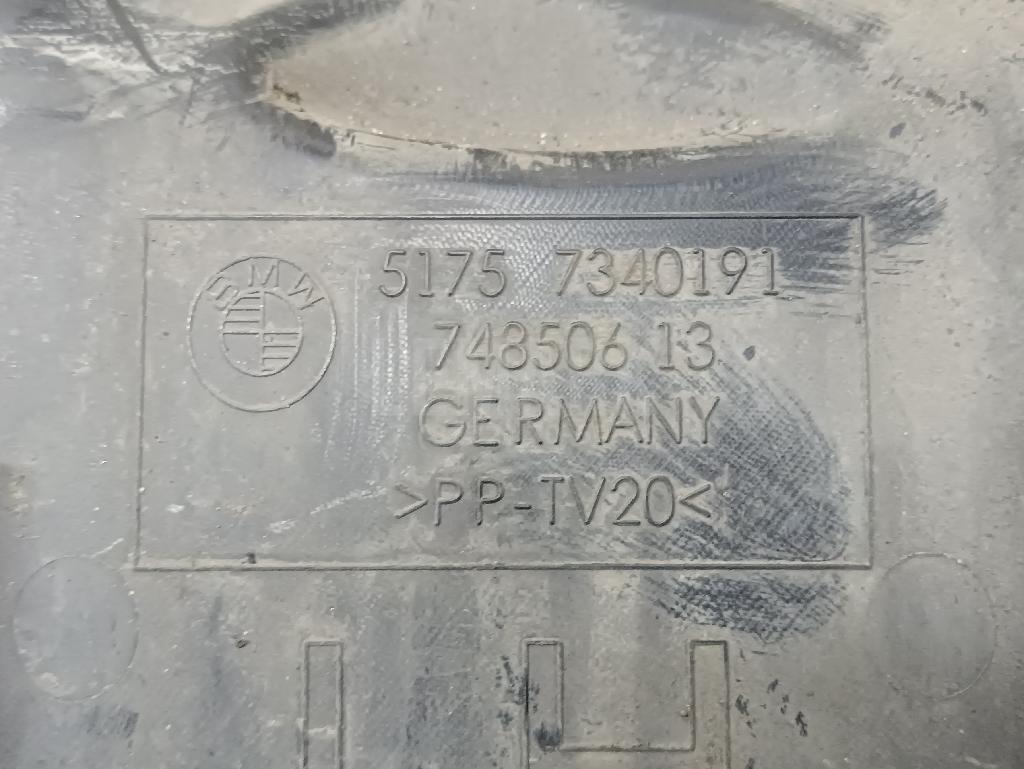 BMW
5175 7340191
748506 13
GERMANY
>PP-TV20<